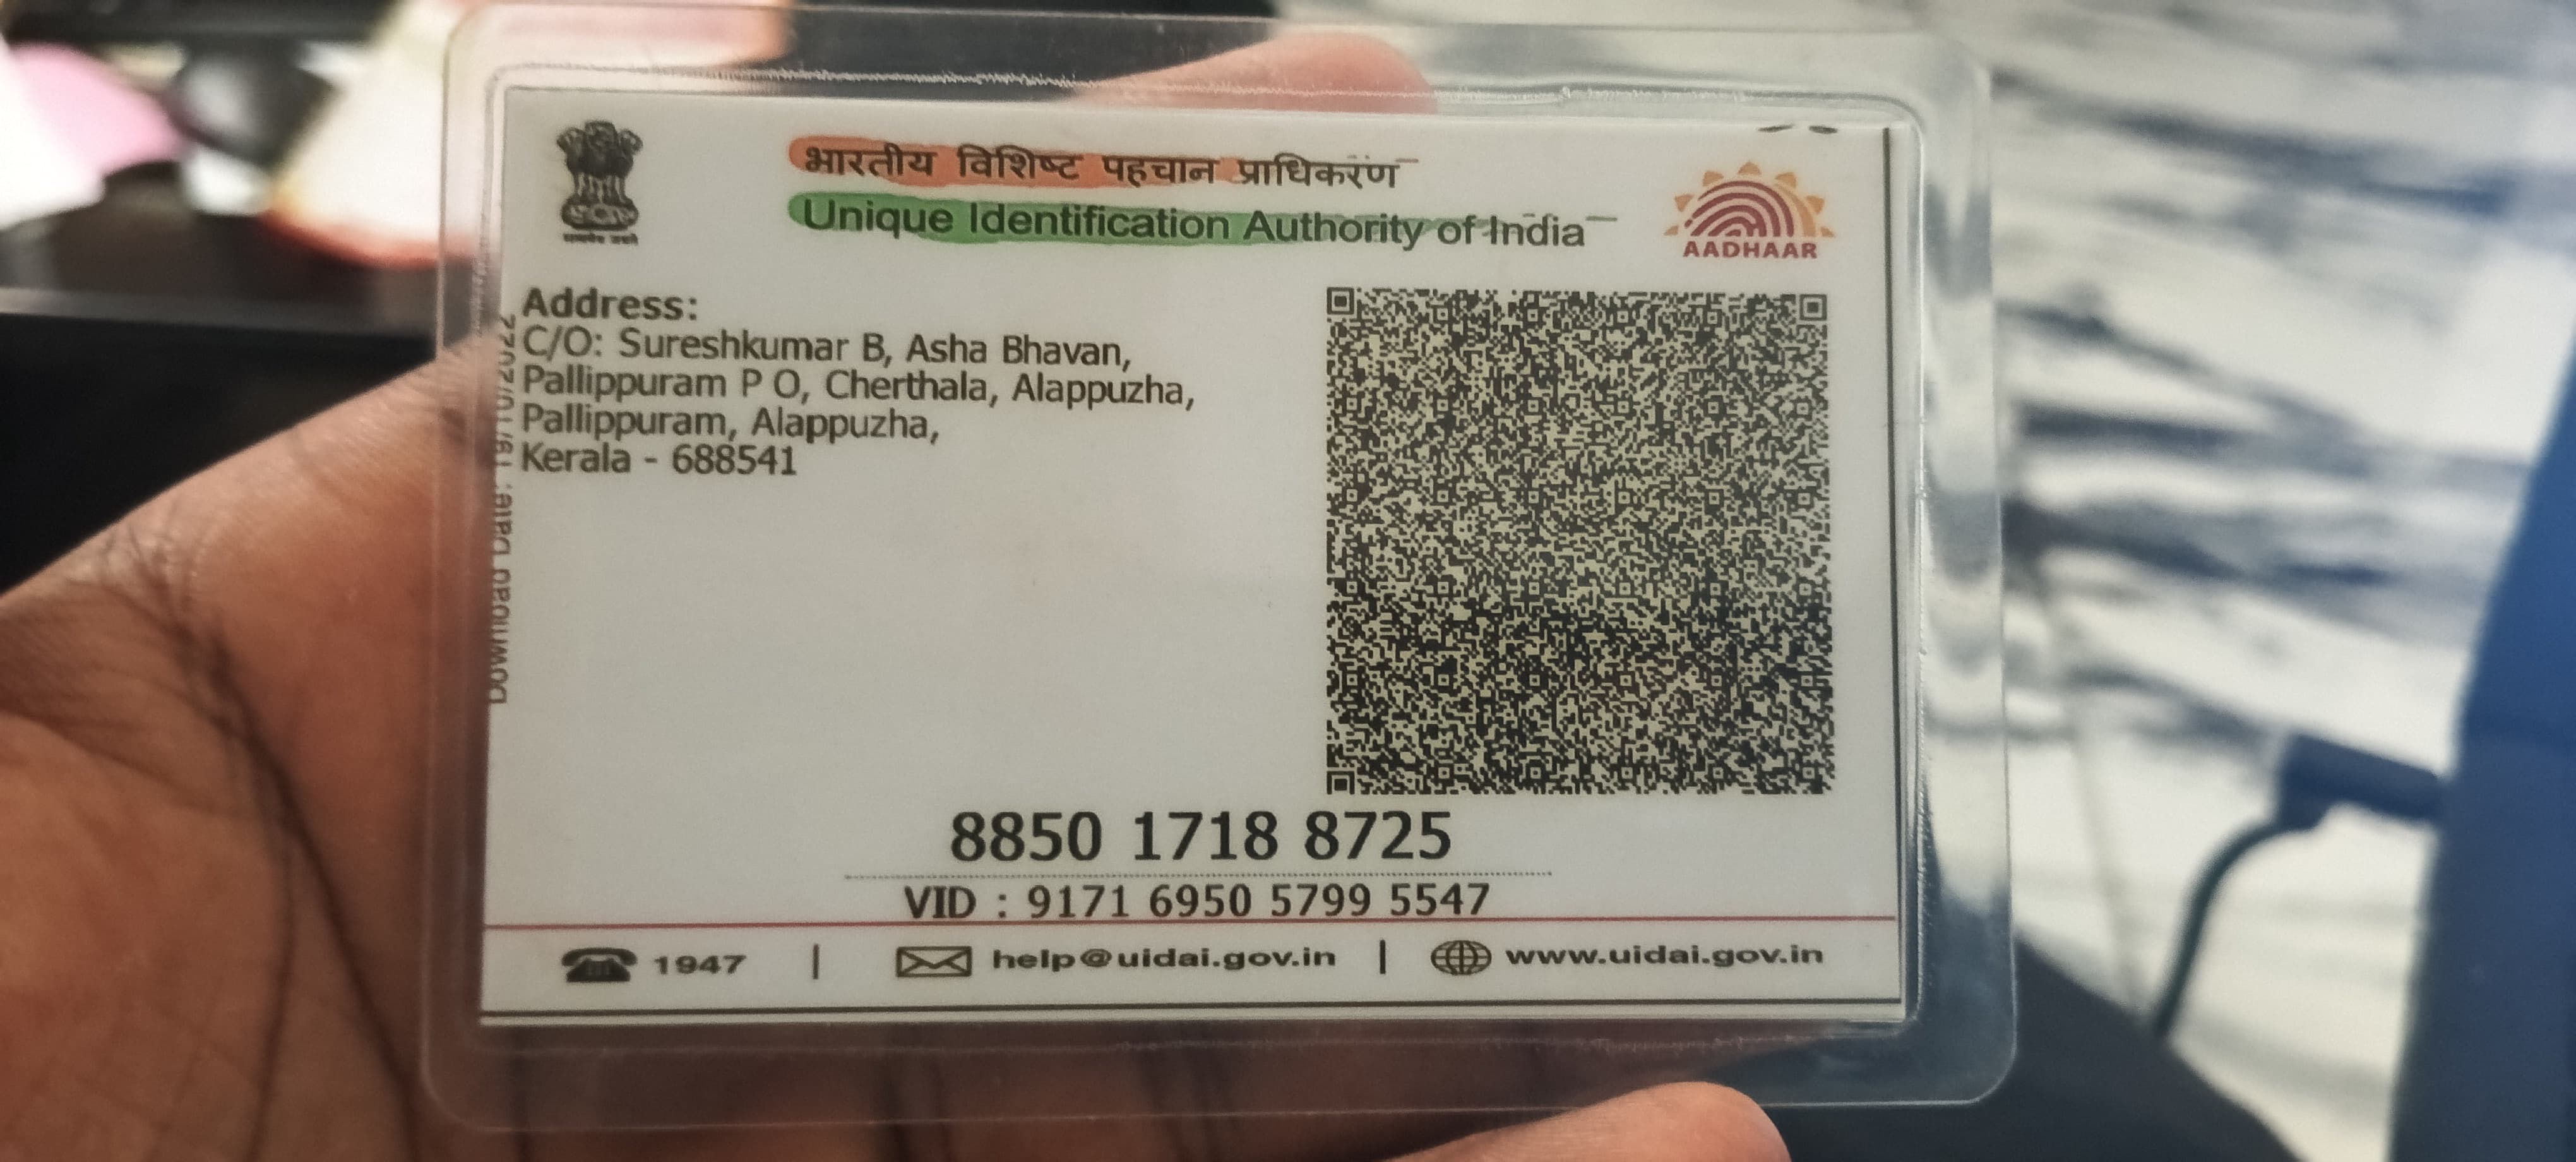 भारतीय विशिष्ट पहचान प्राधिकरण
Unique Identification Authority of India
AADHAAR
Address:
C/O: Sureshkumar B, Asha Bhavan,
Pallippuram P O, Cherthala, Alappuzha,
Pallippuram, Alappuzha,
Kerala - 688541
Download Date: 19/10/2022
8850 1718 8725
VID : 9171 6950 5799 5547
1947 | help@uidai.gov.in | www.uidai.gov.in